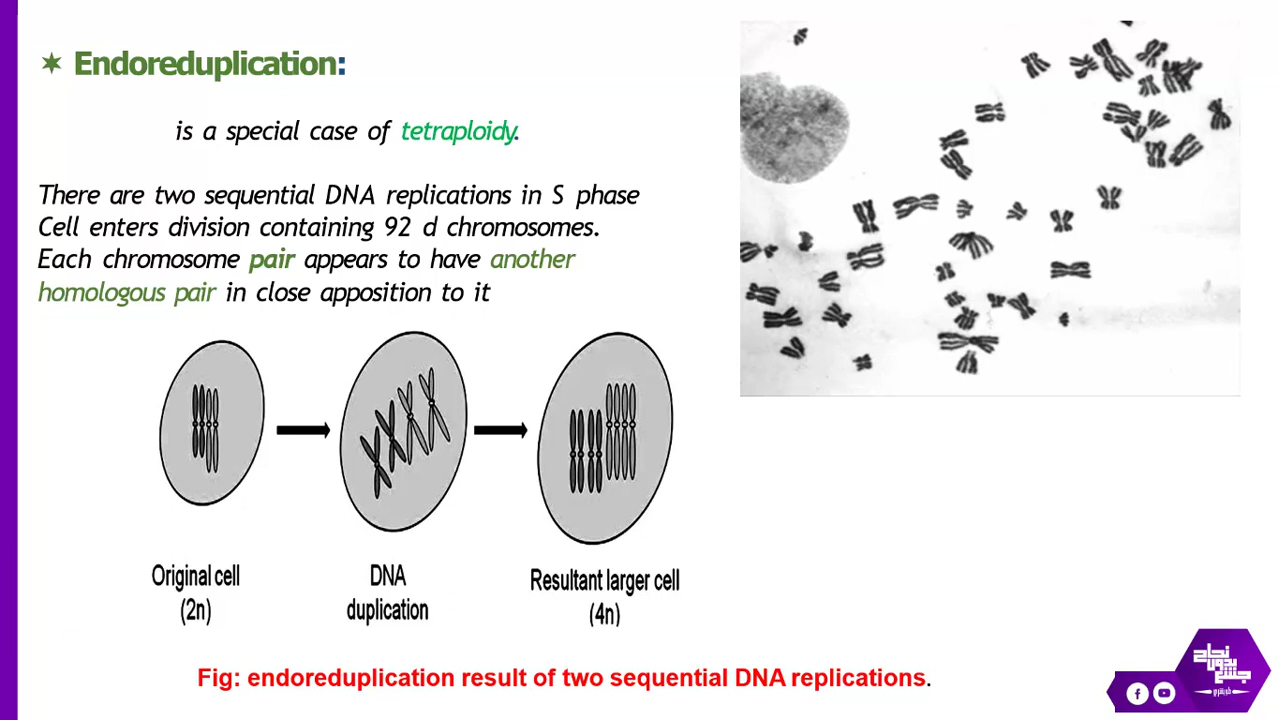 ✶ Endoreduplication:
is a special case of tetraploidy.
There are two sequential DNA replications in S phase
Cell enters division containing 92 d chromosomes.
Each chromosome pair appears to have another
homologous pair in close apposition to it
Original cell
(2n)
DNA
duplication
Resultant larger cell
(4n)
Fig: endoreduplication result of two sequential DNA replications.